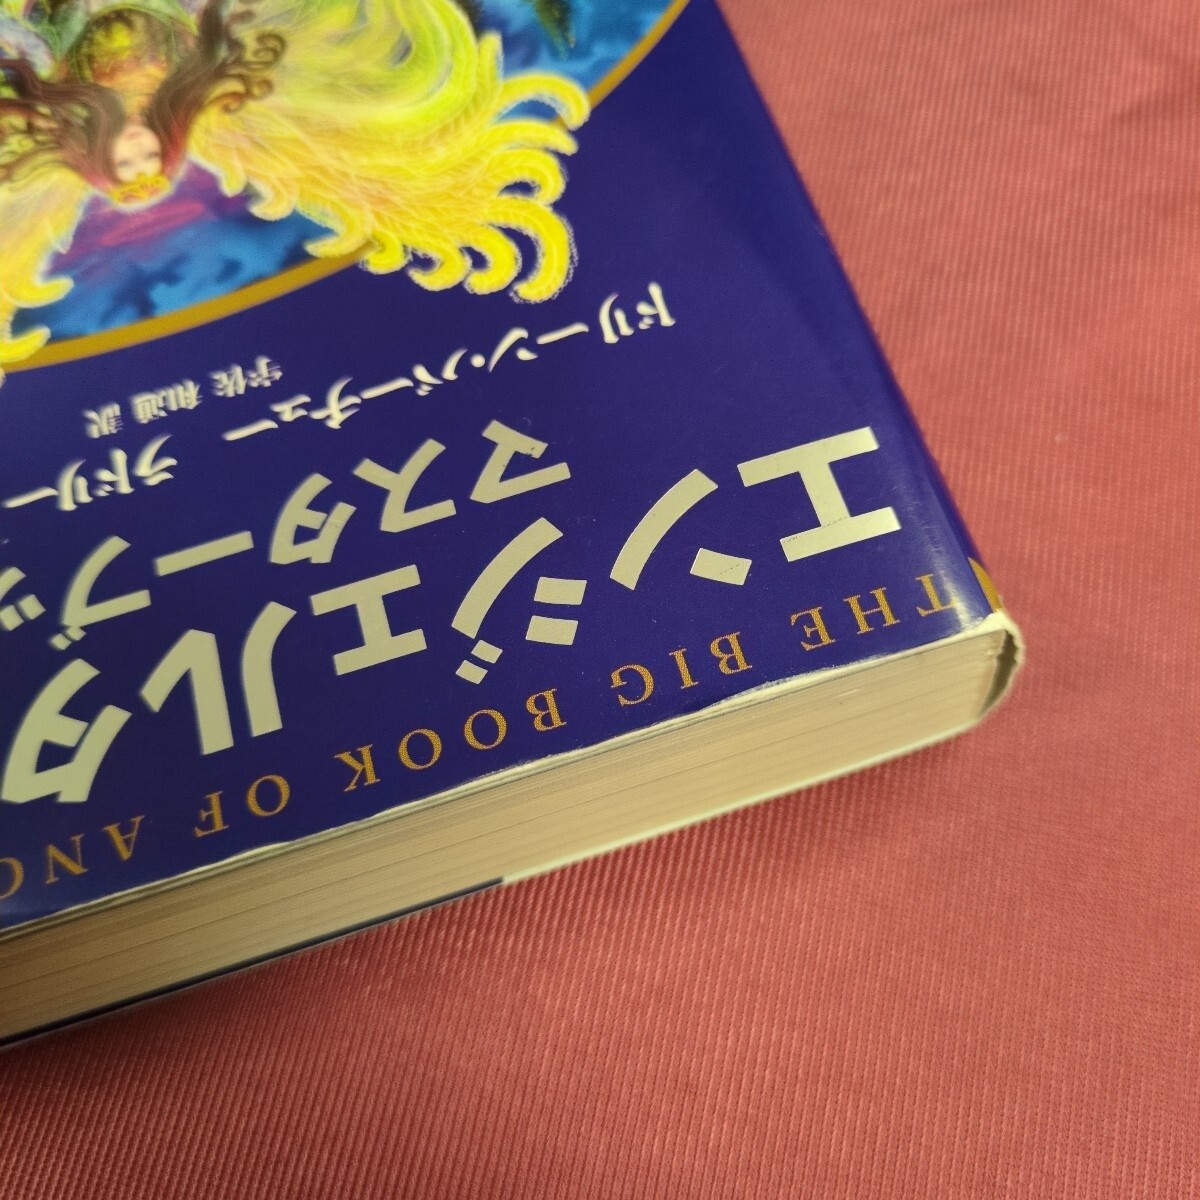 THE BIG BOOK OF ANG
エンジェルタ
マスターブッ
ドリーン・バーチュー ラドリー
宇佐 和通 訳